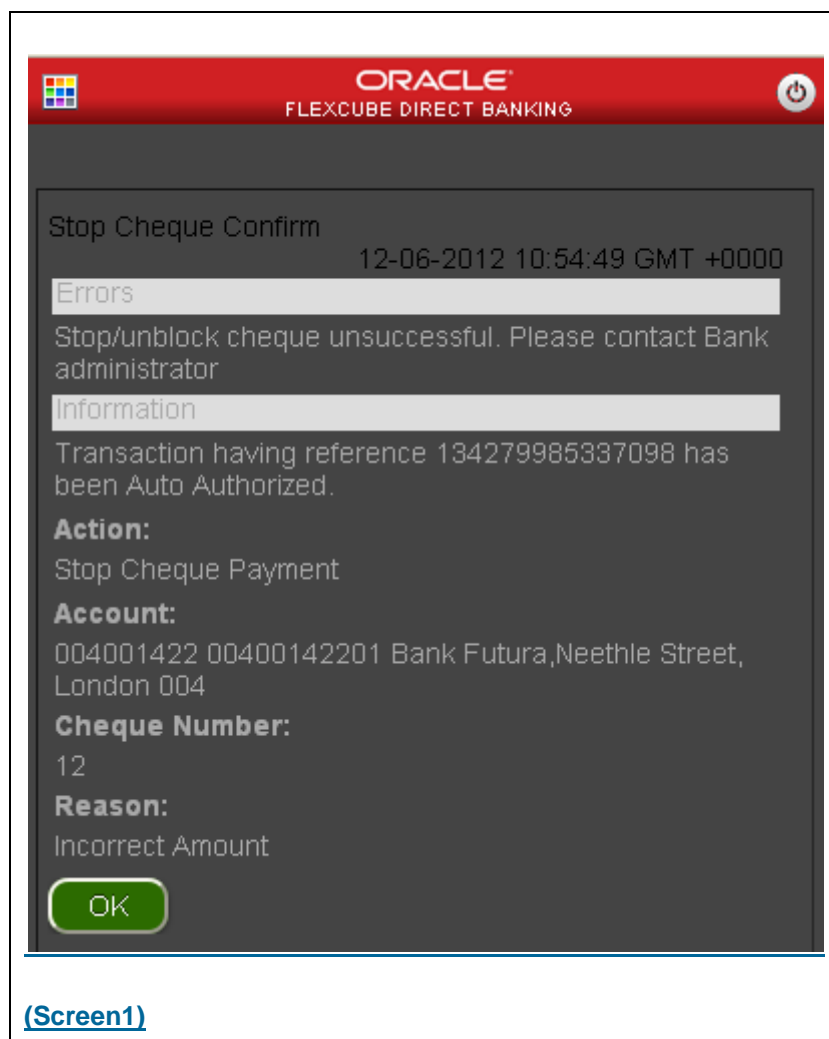 ORACLE
FLEXCUBE DIRECT BANKING
Stop Cheque Confirm
12-06-2012 10:54:49 GMT +0000
Errors
Stop/unblock cheque unsuccessful. Please contact Bank
administrator
Information
Transaction having reference 134279985337098 has
been Auto Authorized.
Action:
Stop Cheque Payment
Account:
004001422 00400142201 Bank Futura,Neethle Street,
London 004
Cheque Number:
12
Reason:
Incorrect Amount
OK
(Screen1)